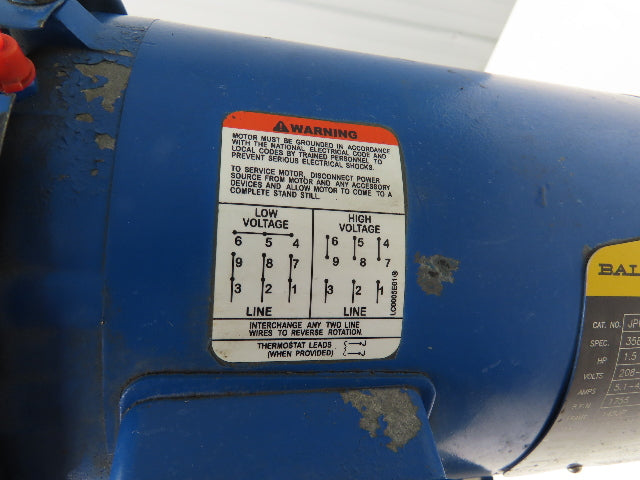 WARNING
MOTOR MUST BE GROUNDED IN ACCORDANCE
WITH THE NATIONAL ELECTRICAL CODE AND
LOCAL CODES BY TRAINED PERSONNEL TO
PREVENT SERIOUS ELECTRICAL SHOCKS.
TO SERVICE MOTOR, DISCONNECT POWER
SOURCE FROM MOTOR AND ANY ACCESSORY
DEVICES AND ALLOW MOTOR TO COME TO A
COMPLETE STAND STILL.
LOW
VOLTAGE
6 5 4
9 8 7
3 2 1
LINE
HIGH
VOLTAGE
6 5 4
9 8 7
3 2 1
LINE
INTERCHANGE ANY TWO LINE
WIRES TO REVERSE ROTATION.
THERMOSTAT LEADS
(WHEN PROVIDED)
BAL
CAT. NO.
SPEC. 35E
HP 1.5
VOLTS 208-
AMPS 5.1-